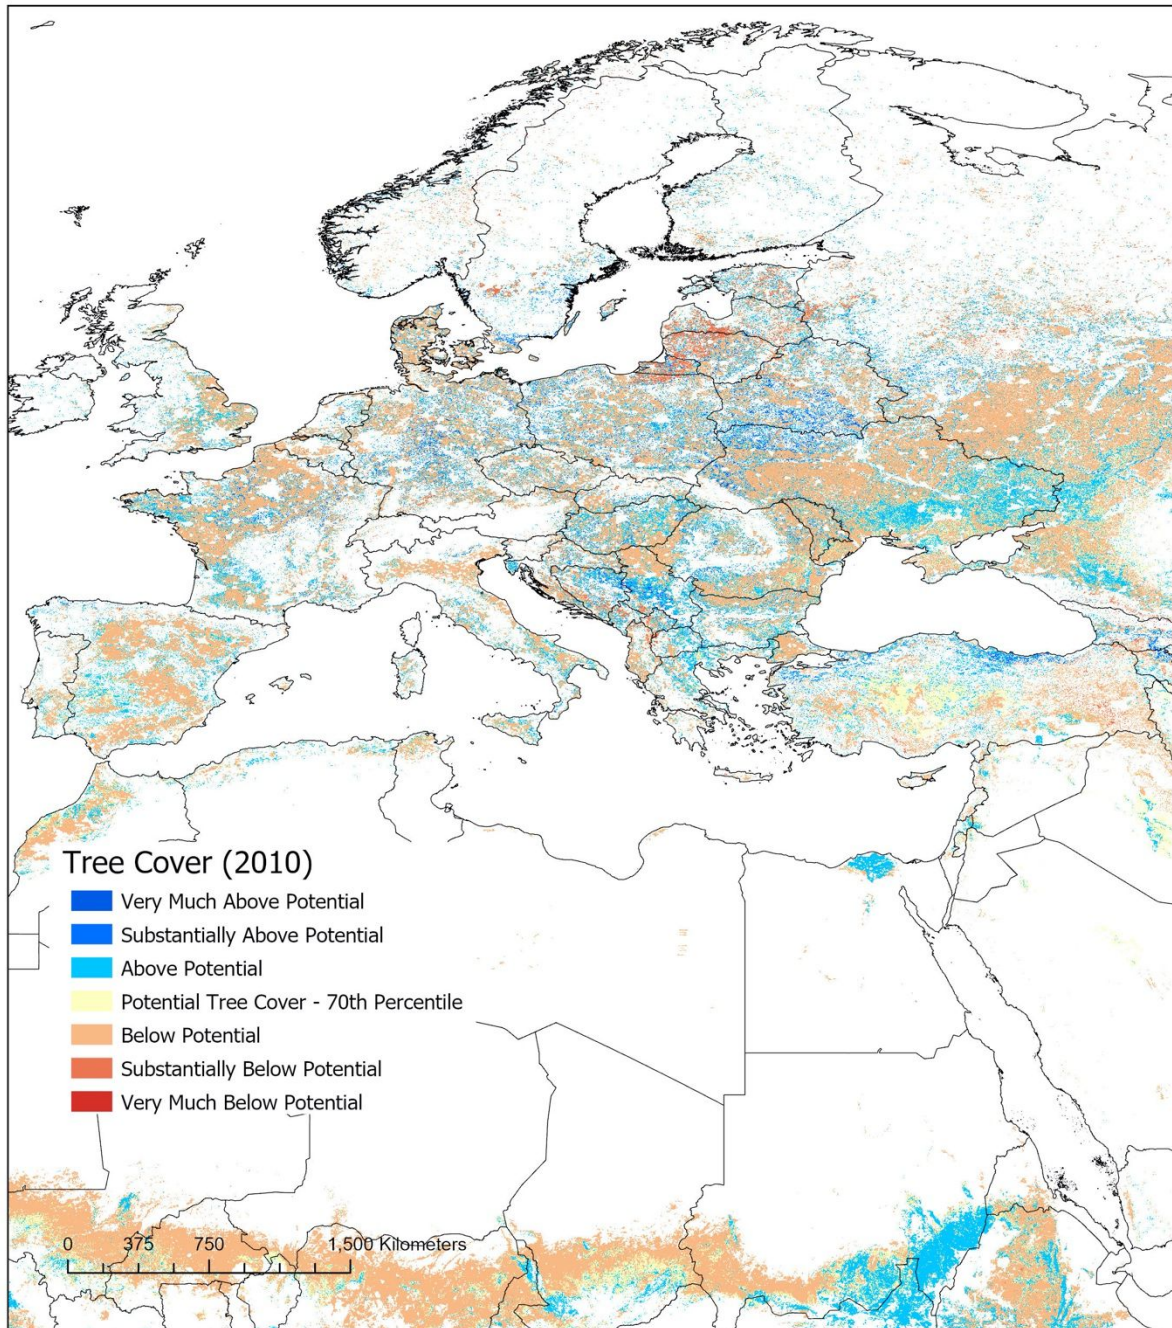 Tree Cover (2010)
Very Much Above Potential
Substantially Above Potential
Above Potential
Potential Tree Cover - 70th Percentile
Below Potential
Substantially Below Potential
Very Much Below Potential
0 375 750 1,500 Kilometers